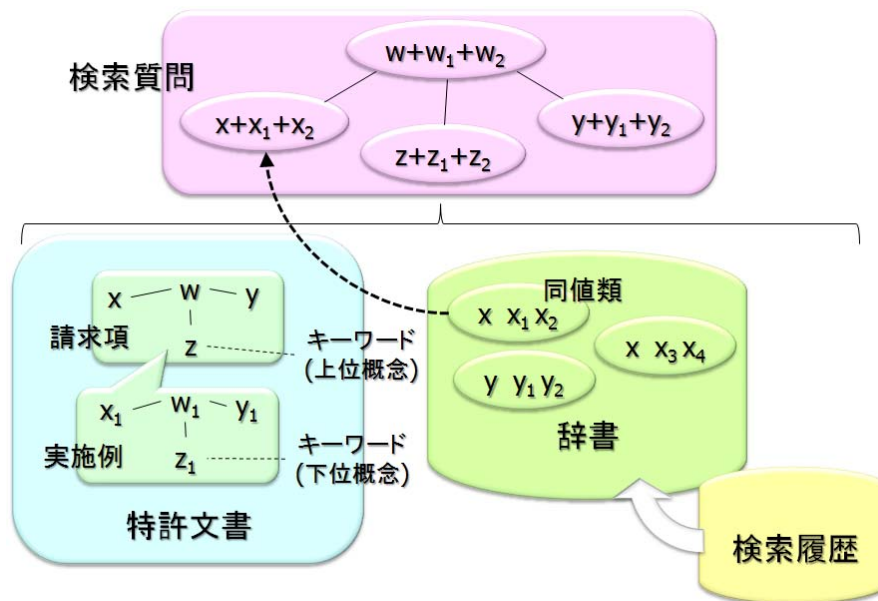 検索質問
w+w₁+w₂
x+x₁+x₂
z+z₁+z₂
y+y₁+y₂
x w y
請求項
z
キーワード
(上位概念)
x₁ w₁ y₁
実施例
z₁
キーワード
(下位概念)
特許文書
同値類
x x₁ x₂
x x₃ x₄
y y₁ y₂
辞書
検索履歴